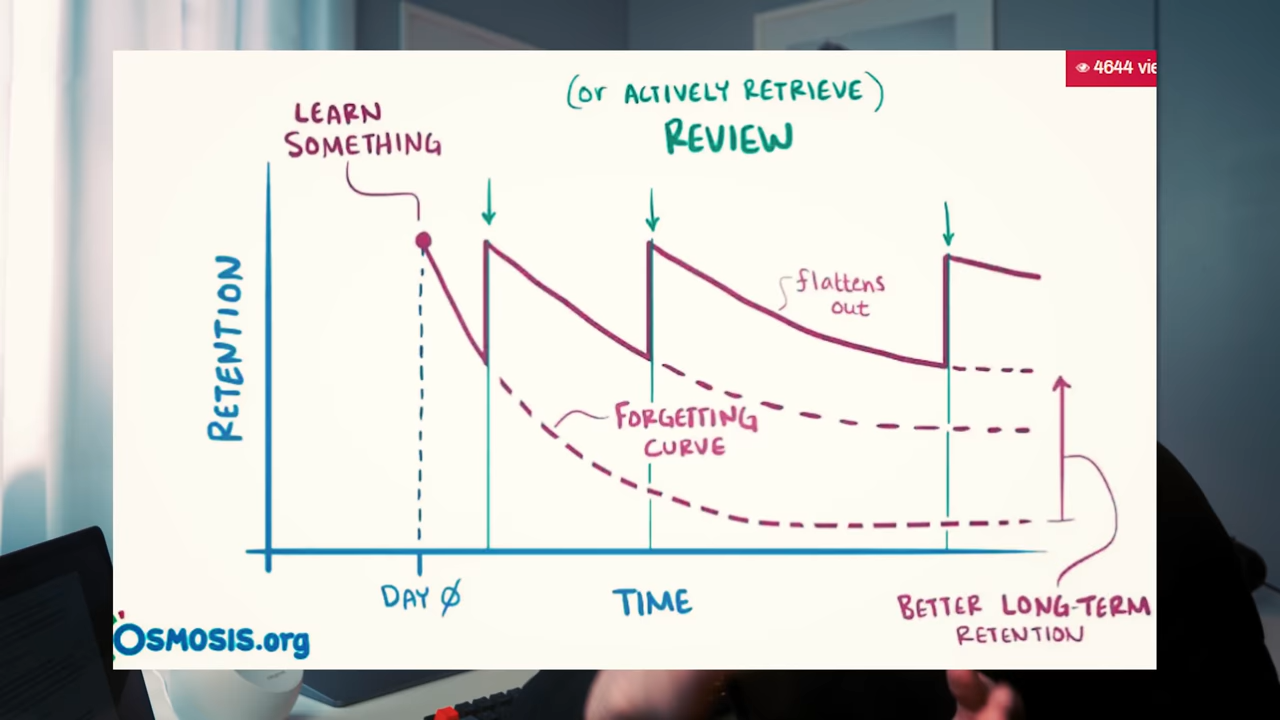 4644 vie
(or ACTIVELY RETRIEVE)
REVIEW
LEARN
SOMETHING
RETENTION
flattens
out
FORGETTING
CURVE
DAY Ø
TIME
BETTER LONG-TERM
RETENTION
OSMOSIS.org